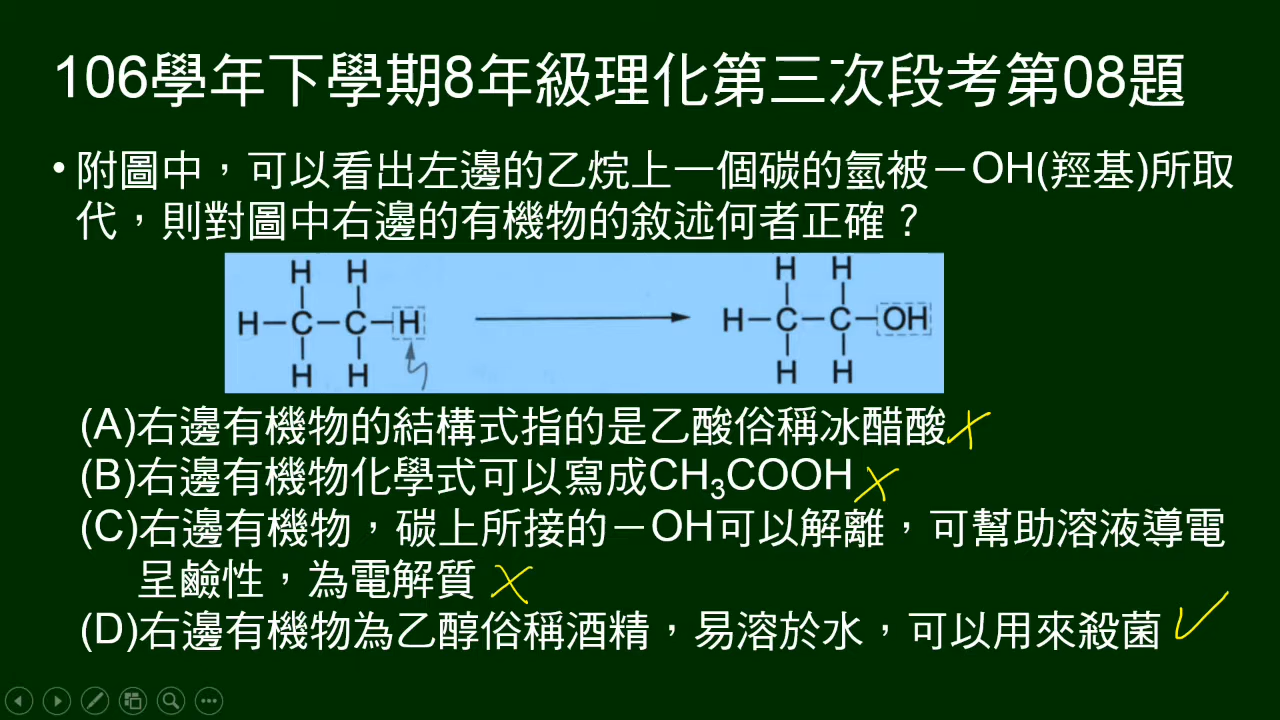 106學年下學期8年級理化第三次段考第08題
• 附圖中，可以看出左邊的乙烷上一個碳的氫被－OH(羥基)所取
代，則對圖中右邊的有機物的敘述何者正確？
H H H H
H－C－C－H H－C－C－OH
H H H H
(A)右邊有機物的結構式指的是乙酸俗稱冰醋酸
(B)右邊有機物化學式可以寫成CH₃COOH
(C)右邊有機物，碳上所接的－OH可以解離，可幫助溶液導電
呈鹼性，為電解質
(D)右邊有機物為乙醇俗稱酒精，易溶於水，可以用來殺菌